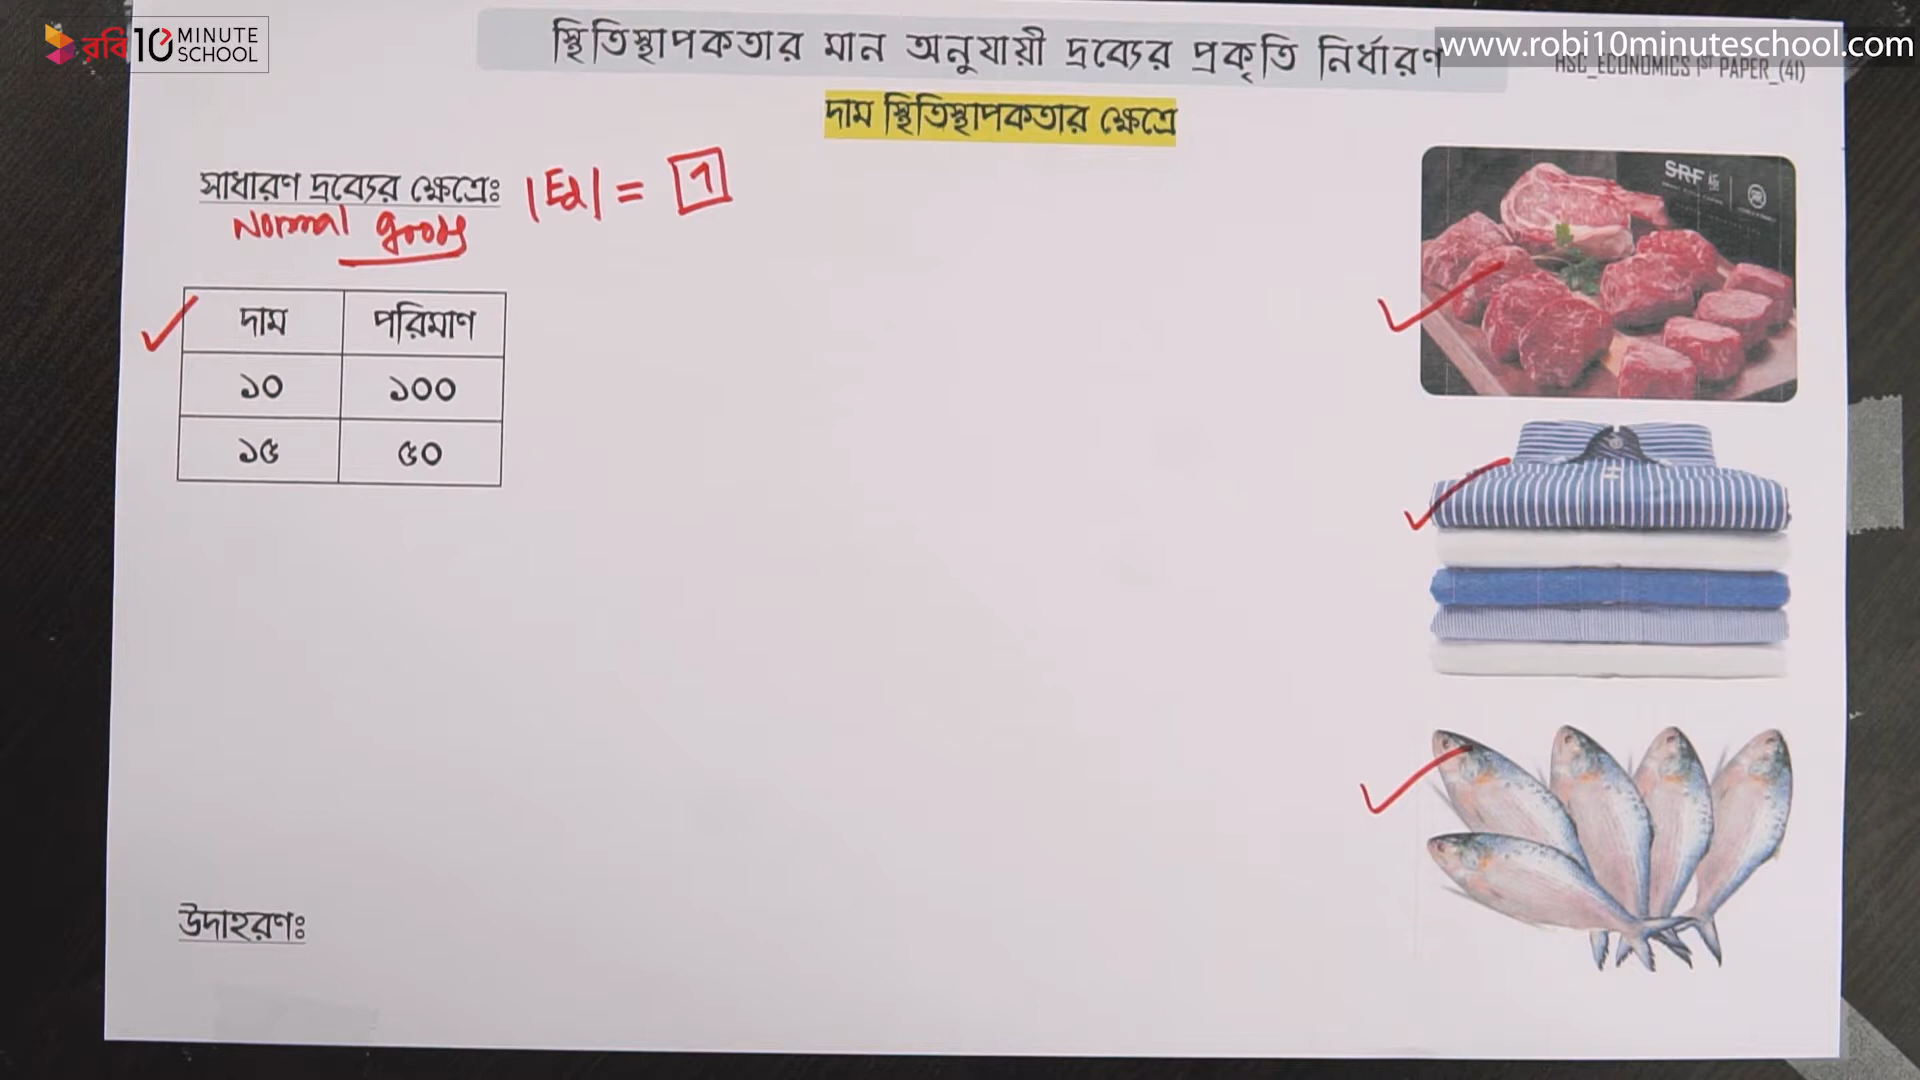 রবি 10 MINUTE SCHOOL
www.robi10minuteschool.com
স্থিতিস্থাপকতার মান অনুযায়ী দ্রব্যের প্রকৃতি নির্ধারণ
HSC_ECONOMICS 1ST PAPER_(41)
দাম স্থিতিস্থাপকতার ক্ষেত্রে
সাধারণ দ্রব্যের ক্ষেত্রেঃ |Ed| = 1
Normal goods
দাম পরিমাণ
১০ ১০০
১৫ ৫০
SRF
উদাহরণঃ